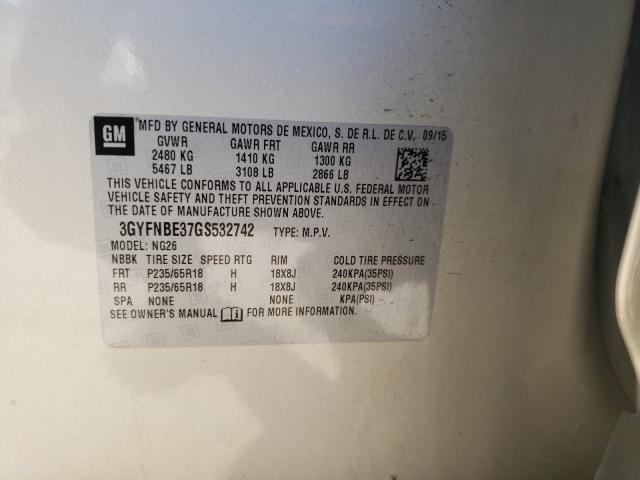 GM
®MFD BY GENERAL MOTORS DE MEXICO, S. DE R.L. DE C.V. 09/15
GVWR GAWR FRT GAWR RR
2480 KG 1410 KG 1300 KG
5467 LB 3108 LB 2866 LB
THIS VEHICLE CONFORMS TO ALL APPLICABLE U.S. FEDERAL MOTOR
VEHICLE SAFETY AND THEFT PREVENTION STANDARDS IN EFFECT ON
THE DATE OF MANUFACTURE SHOWN ABOVE.
3GYFNBE37GS532742 TYPE: M.P.V.
MODEL: NG26
NBBK TIRE SIZE SPEED RTG RIM COLD TIRE PRESSURE
FRT P235/65R18 H 18X8J 240KPA(35PSI)
RR P235/65R18 H 18X8J 240KPA(35PSI)
SPA NONE NONE KPA(PSI)
SEE OWNER'S MANUAL FOR MORE INFORMATION.